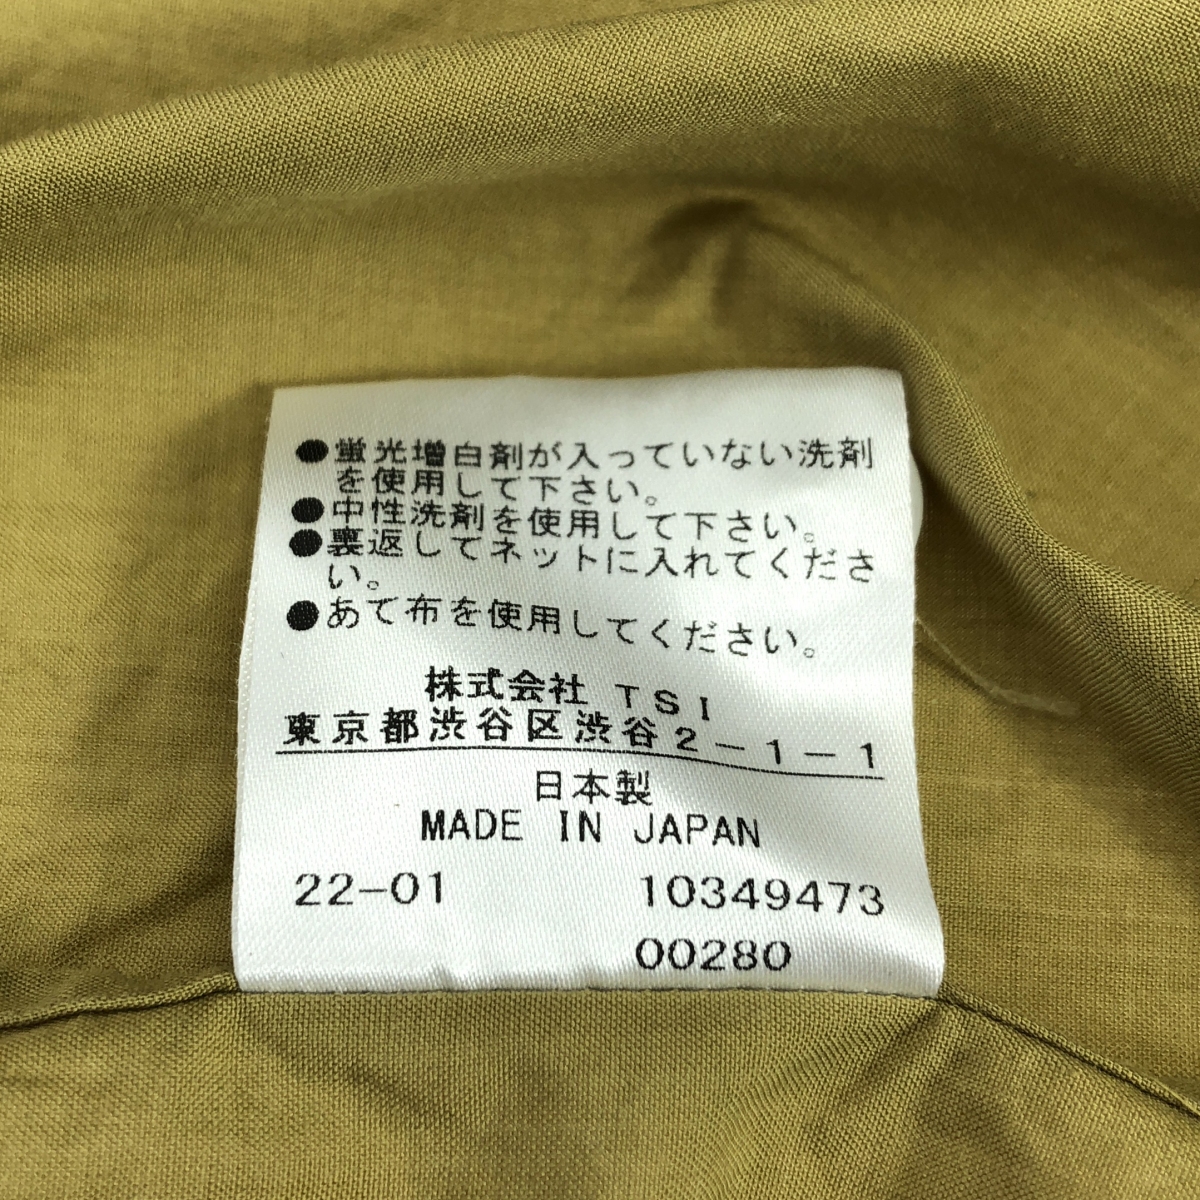 ●蛍光増白剤が入っていない洗剤
を使用して下さい。
●中性洗剤を使用して下さい。
●裏返してネットに入れてくださ
い。
●あて布を使用してください。
株式会社 TSI
東京都渋谷区渋谷2-1-1
日本製
MADE IN JAPAN
22-01 10349473
00280